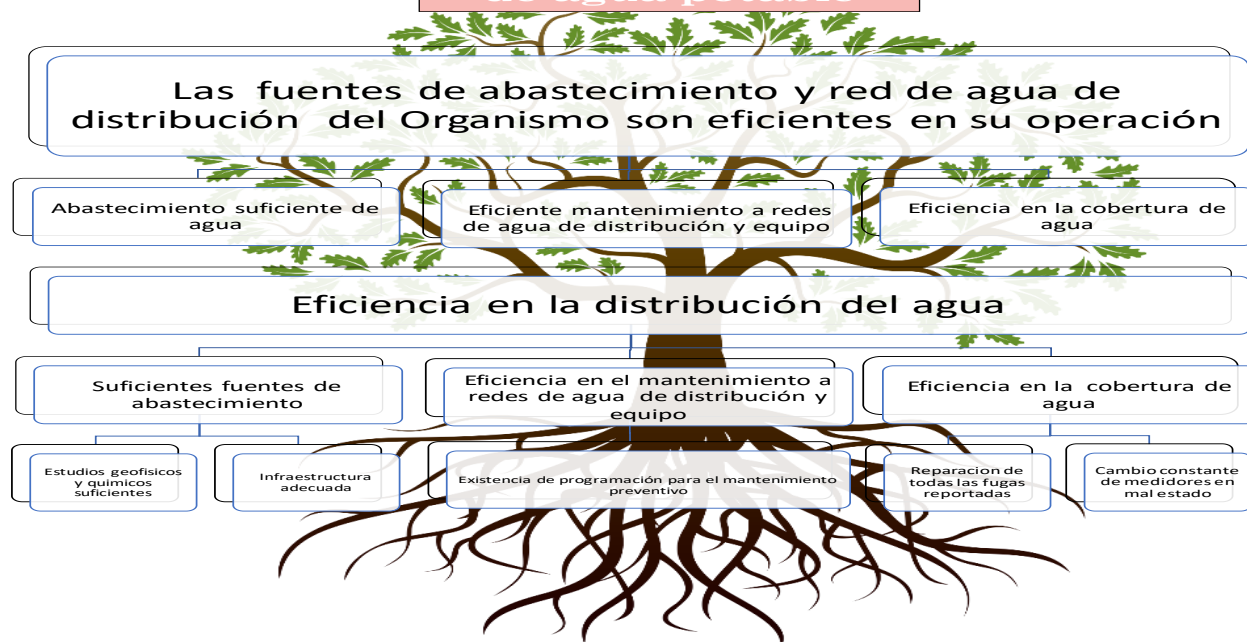 de agua potable
Las fuentes de abastecimiento y red de agua de
distribución del Organismo son eficientes en su operación
Abastecimiento suficiente de
agua
Eficiente mantenimiento a redes
de agua de distribución y equipo
Eficiencia en la cobertura de
agua
Eficiencia en la distribución del agua
Suficientes fuentes de
abastecimiento
Eficiencia en el mantenimiento a
redes de agua de distribución y
equipo
Eficiencia en la cobertura de
agua
Estudios geofisicos
y quimicos
suficientes
Infraestructura
adecuada
Existencia de programación para el mantenimiento
preventivo
Reparacion de
todas las fugas
reportadas
Cambio constante
de medidores en
mal estado